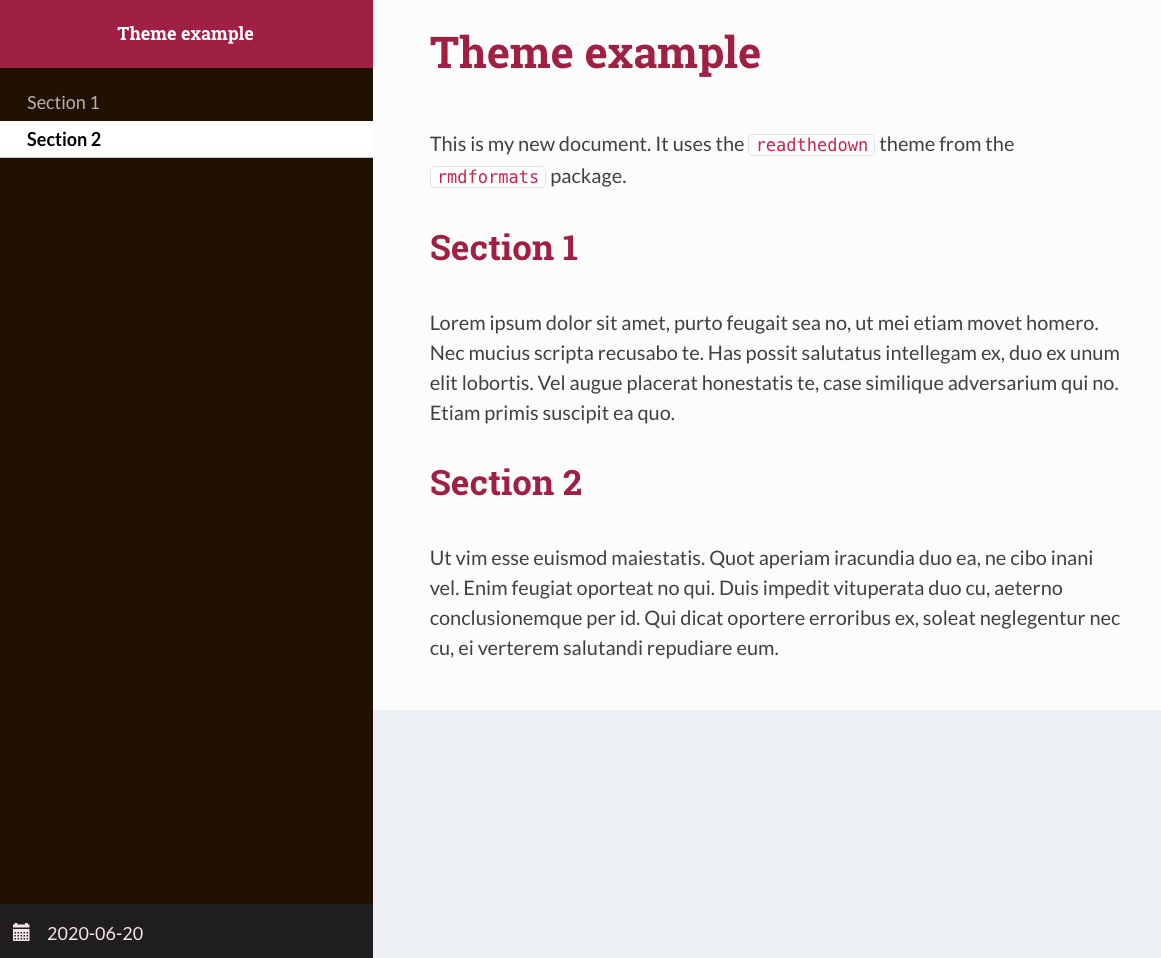 Theme example
Section 1
Section 2
2020-06-20
Theme example
This is my new document. It uses the readthedown theme from the
rmdformats package.
Section 1
Lorem ipsum dolor sit amet, purto feugait sea no, ut mei etiam movet homero.
Nec mucius scripta recusabo te. Has possit salutatus intellegam ex, duo ex unum
elit lobortis. Vel augue placerat honestatis te, case similique adversarium qui no.
Etiam primis suscipit ea quo.
Section 2
Ut vim esse euismod maiestatis. Quot aperiam iracundia duo ea, ne cibo inani
vel. Enim feugiat oporteat no qui. Duis impedit vituperata duo cu, aeterno
conclusionemque per id. Qui dicat oportere erroribus ex, soleat neglegentur nec
cu, ei verterem salutandi repudiare eum.